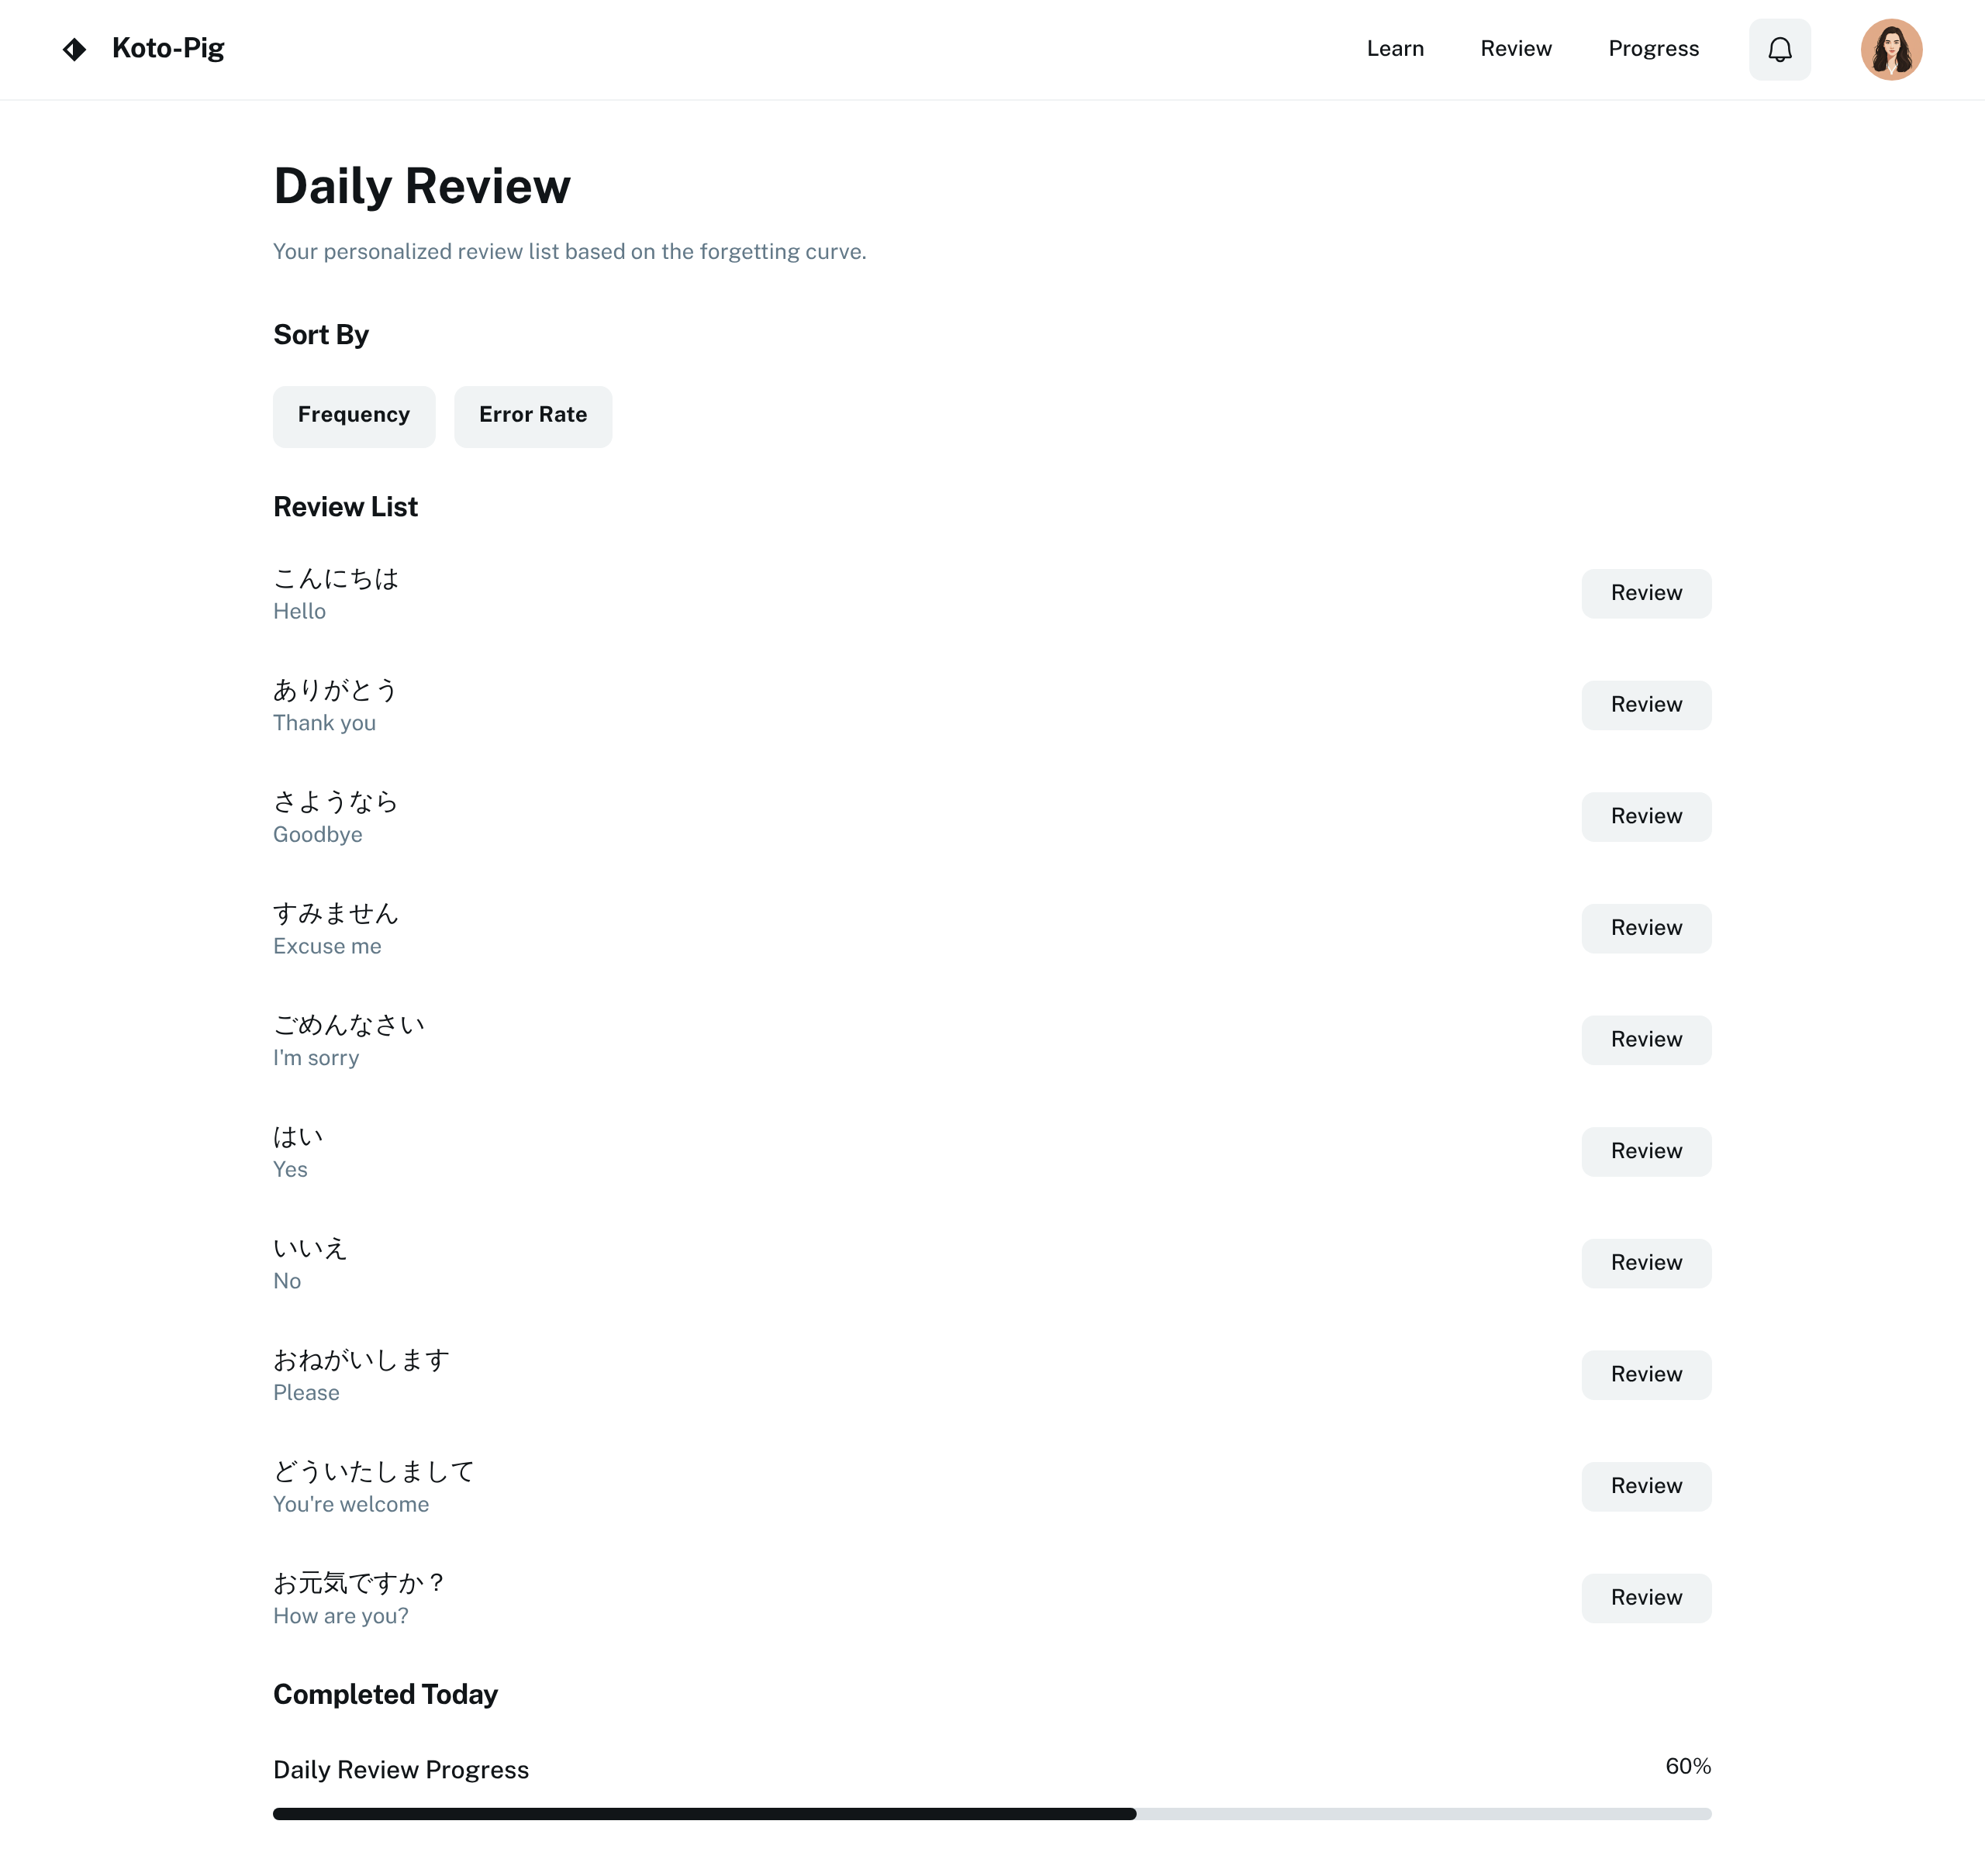 Koto-Pig
Learn
Review
Progress
Daily Review
Your personalized review list based on the forgetting curve.
Sort By
Frequency
Error Rate
Review List
こんにちは
Hello
Review
ありがとう
Thank you
Review
さようなら
Goodbye
Review
すみません
Excuse me
Review
ごめんなさい
I'm sorry
Review
はい
Yes
Review
いいえ
No
Review
おねがいします
Please
Review
どういたしまして
You're welcome
Review
お元気ですか？
How are you?
Review
Completed Today
Daily Review Progress
60%